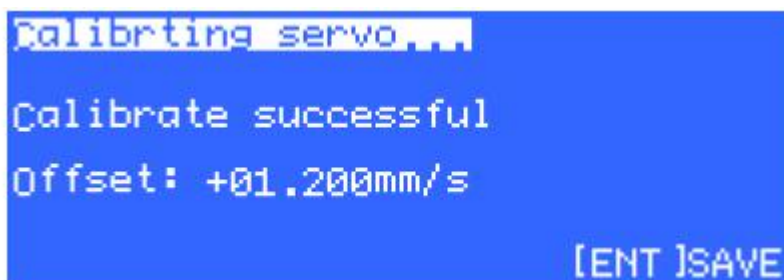 Calibrting servo...
Calibrate successful
Offset: +01.200mm/s
[ENT ]SAVE